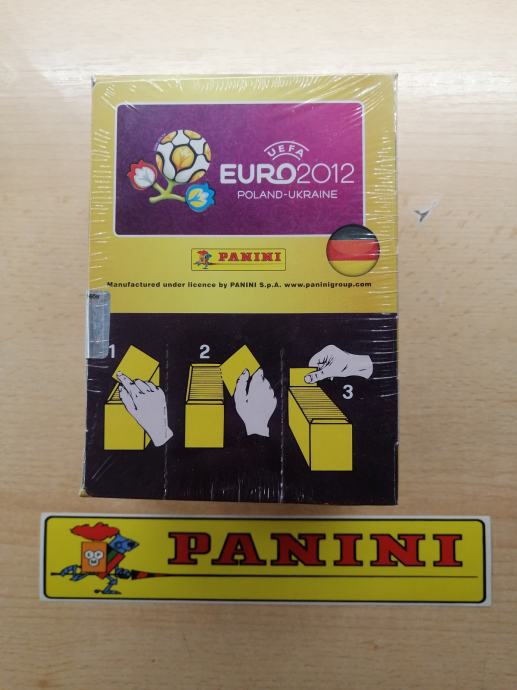 UEFA
EURO2012
POLAND-UKRAINE
PANINI
Manufactured under licence by PANINI S.p.A. www.paninigroup.com
1
2
3
PANINI